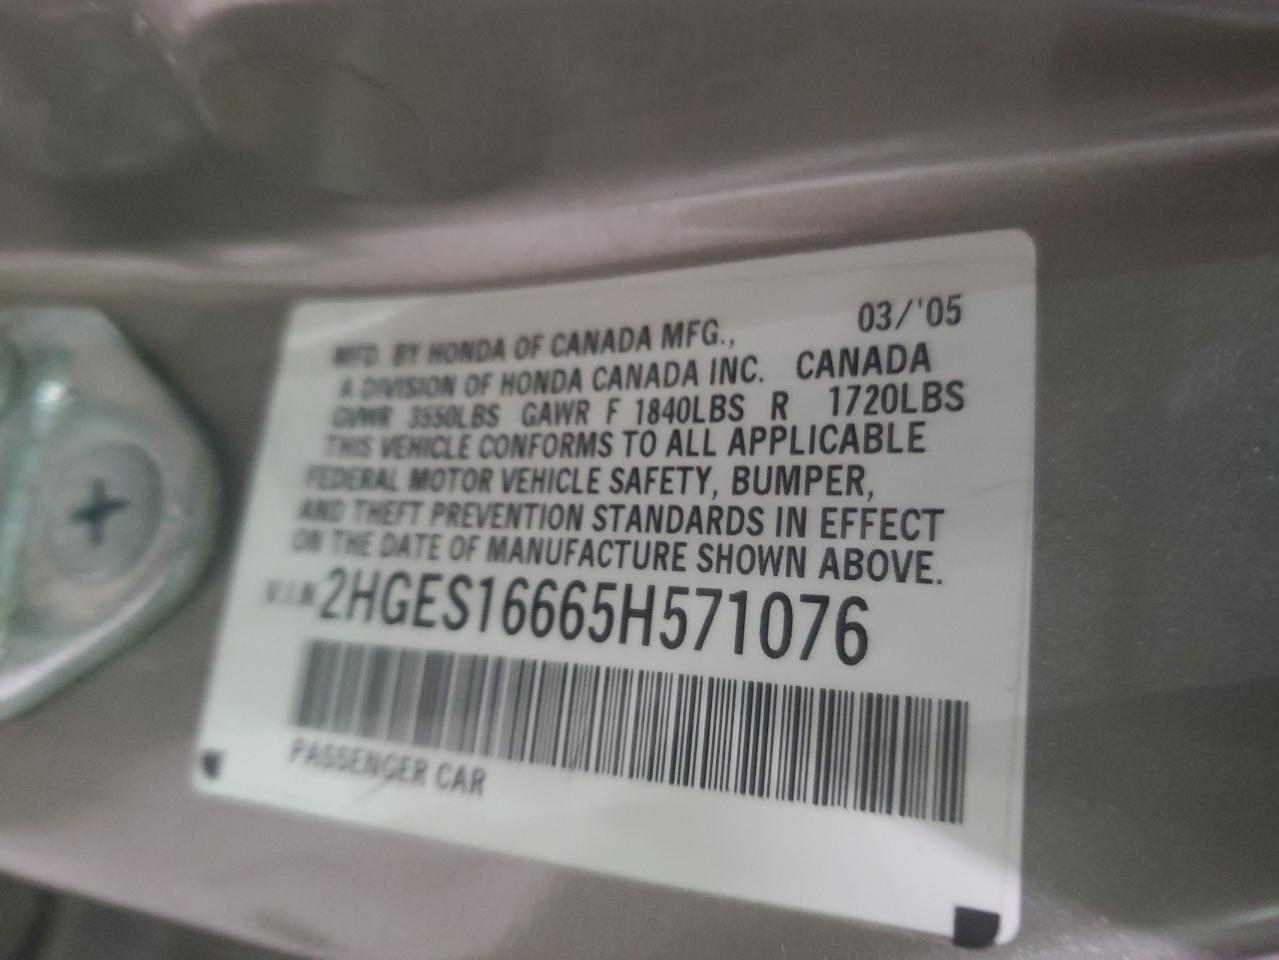 03/'05
MFD. BY HONDA OF CANADA MFG.,
A DIVISION OF HONDA CANADA INC. CANADA
GVWR 3550LBS GAWR F 1840LBS R 1720LBS
THIS VEHICLE CONFORMS TO ALL APPLICABLE
FEDERAL MOTOR VEHICLE SAFETY, BUMPER,
AND THEFT PREVENTION STANDARDS IN EFFECT
ON THE DATE OF MANUFACTURE SHOWN ABOVE.
V.I.N. 2HGES16665H571076
PASSENGER CAR